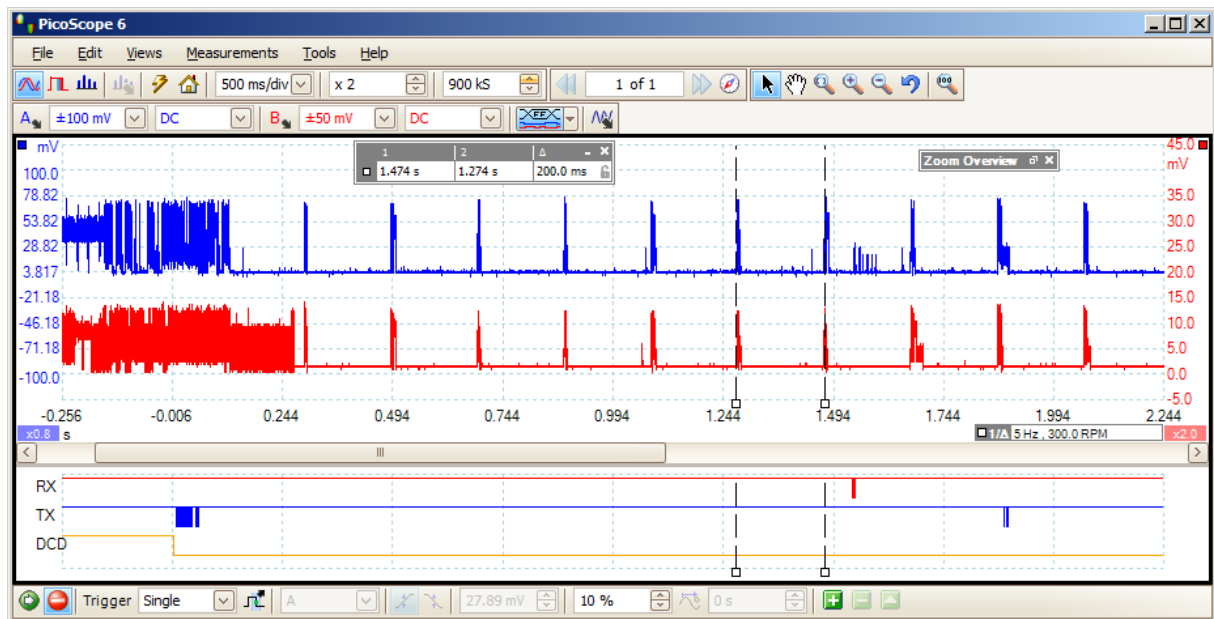 PicoScope 6
File Edit Views Measurements Tools Help
500 ms/div x 2 900 kS 1 of 1
A ±100 mV DC B ±50 mV DC
mV 45.0
mV
1 2 Δ
1.474 s 1.274 s 200.0 ms
Zoom Overview
100.0
78.82 35.0
53.82 30.0
28.82 25.0
3.817 20.0
-21.18 15.0
-46.18 10.0
-71.18 5.0
-100.0 0.0
-5.0
-0.256 -0.006 0.244 0.494 0.744 0.994 1.244 1.494 1.744 1.994 2.244
x0.8 s 1/Δ 5 Hz , 300.0 RPM x2.0
RX
TX
DCD
Trigger Single A 27.89 mV 10 % 0 s